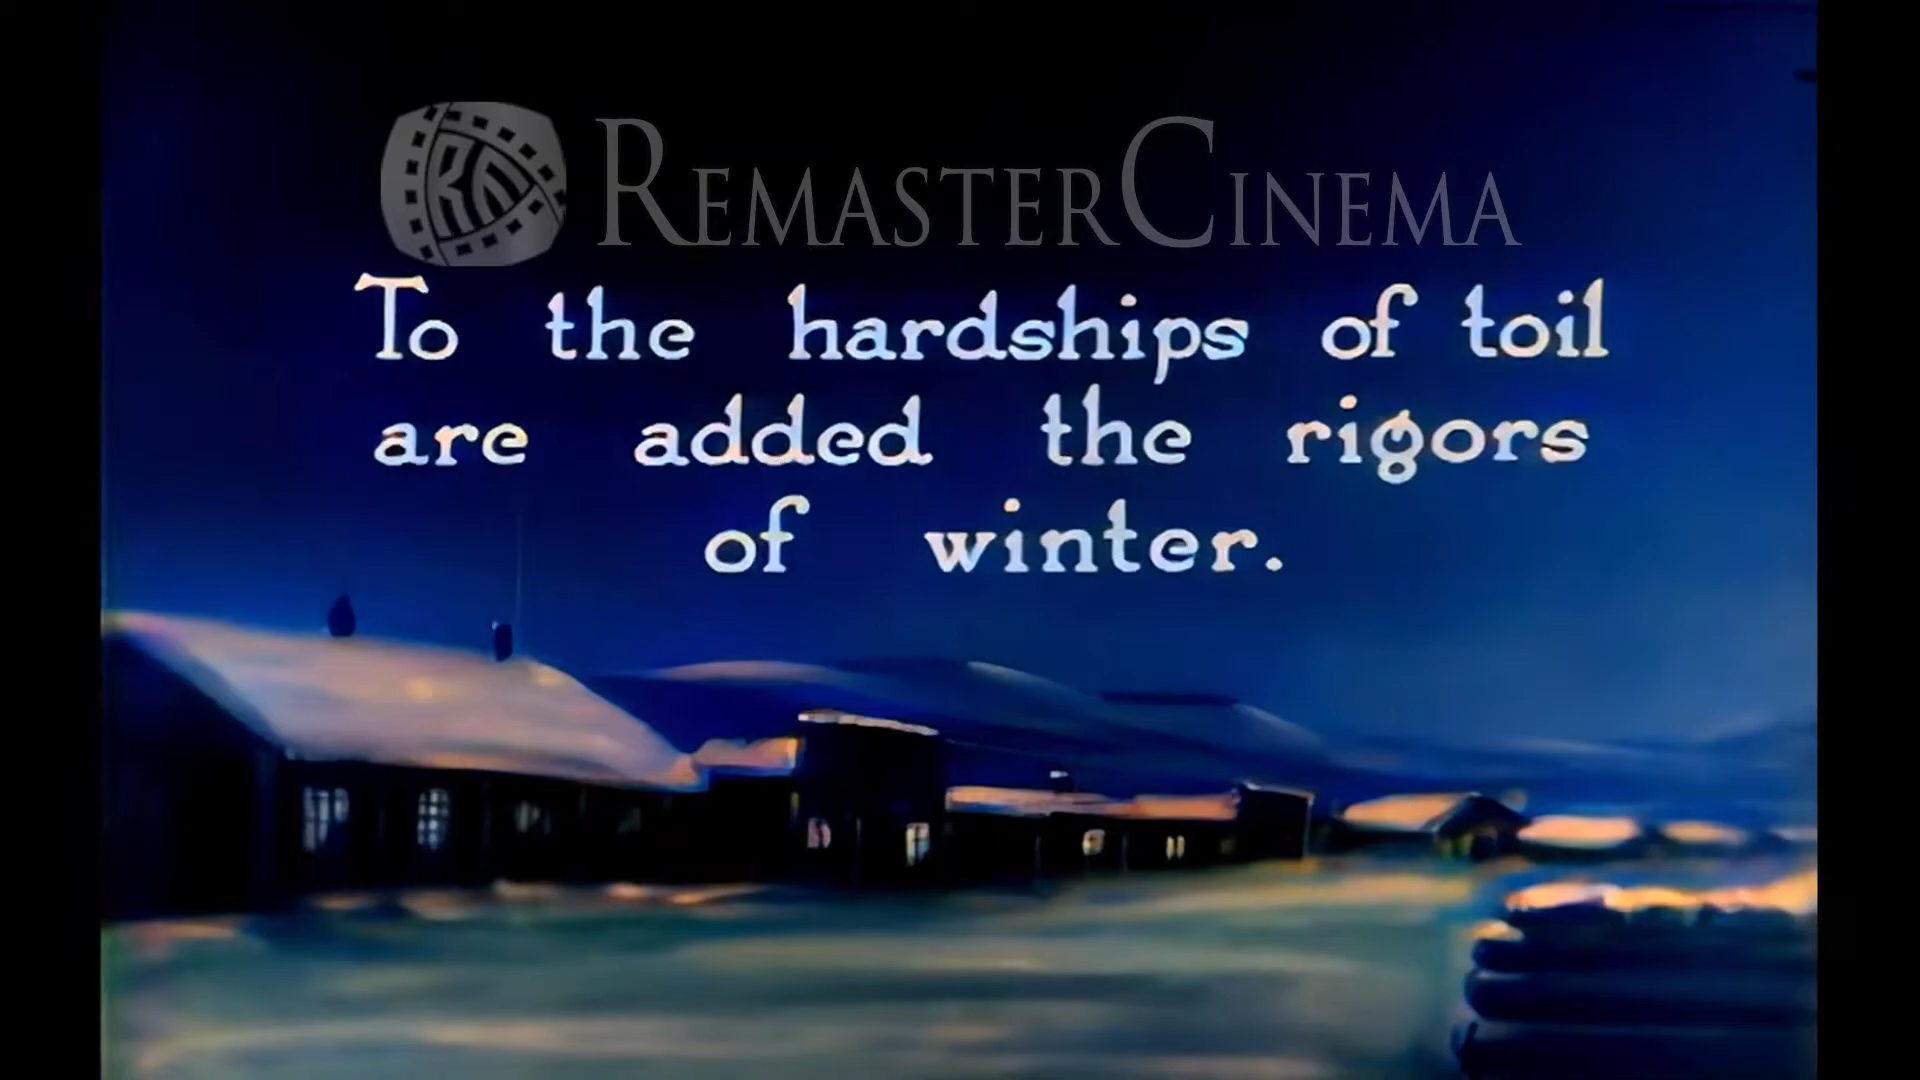 REMASTERCINEMA
To the hardships of toil
are added the rigors
of winter.